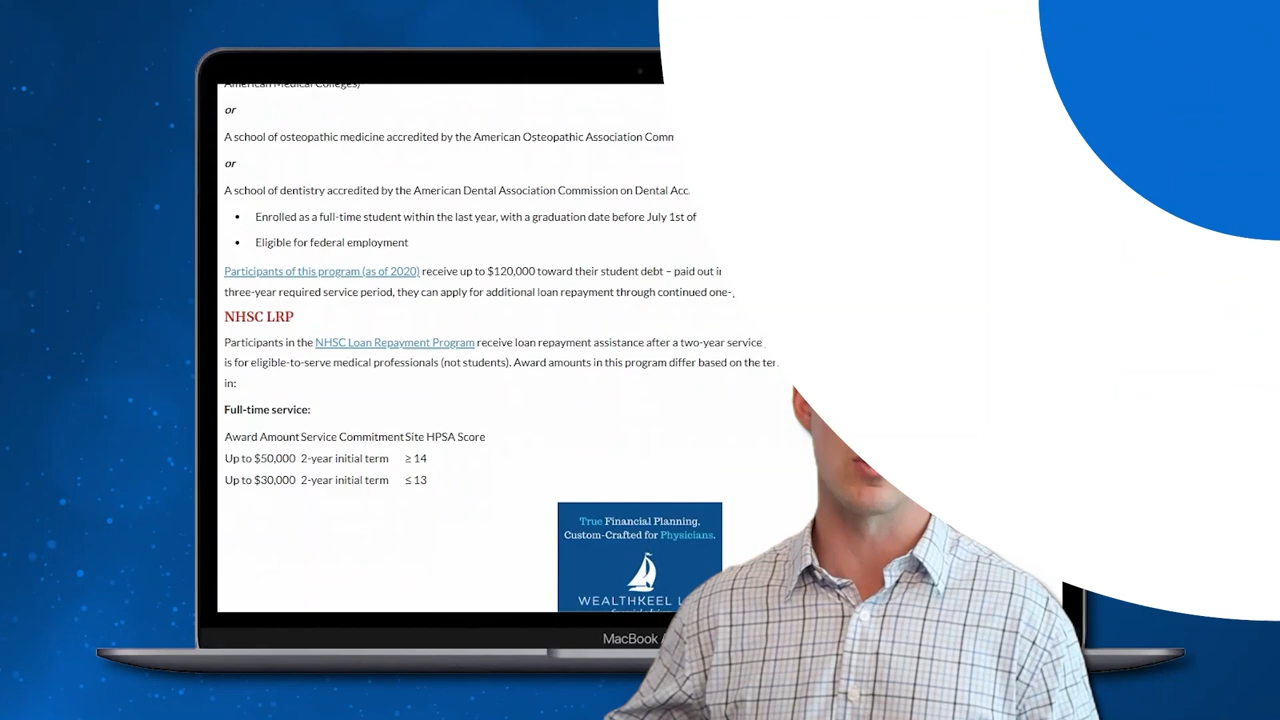 American Medical Colleges)
or
A school of osteopathic medicine accredited by the American Osteopathic Association Comm
or
A school of dentistry accredited by the American Dental Association Commission on Dental Acc
• Enrolled as a full-time student within the last year, with a graduation date before July 1st of
• Eligible for federal employment
Participants of this program (as of 2020) receive up to $120,000 toward their student debt – paid out
three-year required service period, they can apply for additional loan repayment through continued one-
NHSC LRP
Participants in the NHSC Loan Repayment Program receive loan repayment assistance after a two-year service
is for eligible-to-serve medical professionals (not students). Award amounts in this program differ based on the
in:
Full-time service:
Award Amount Service Commitment Site HPSA Score
Up to $50,000 2-year initial term ≥ 14
Up to $30,000 2-year initial term ≤ 13
True Financial Planning,
Custom-Crafted for Physicians.
WEALTHKEEL
MacBook